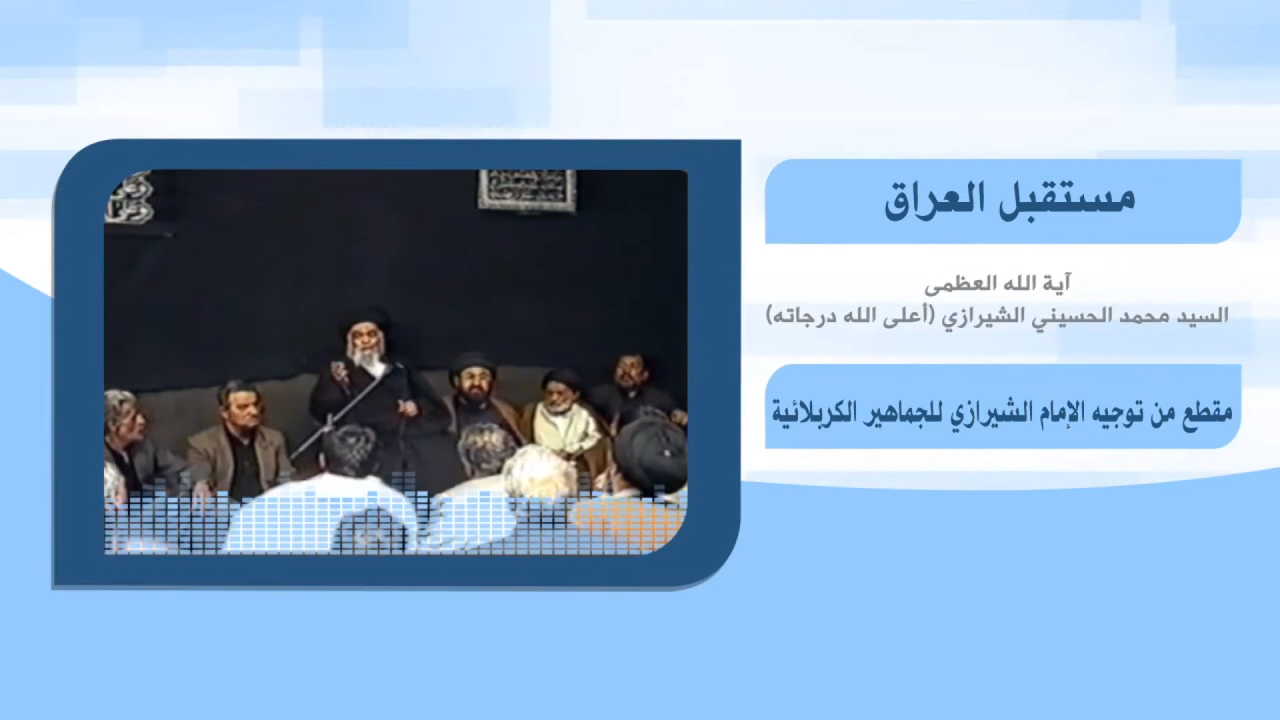 مستقبل العراق
آية الله العظمى
السيد محمد الحسيني الشيرازي (أعلى الله درجاته)
مقطع من توجيه الإمام الشيرازي للجماهير الكربلائية